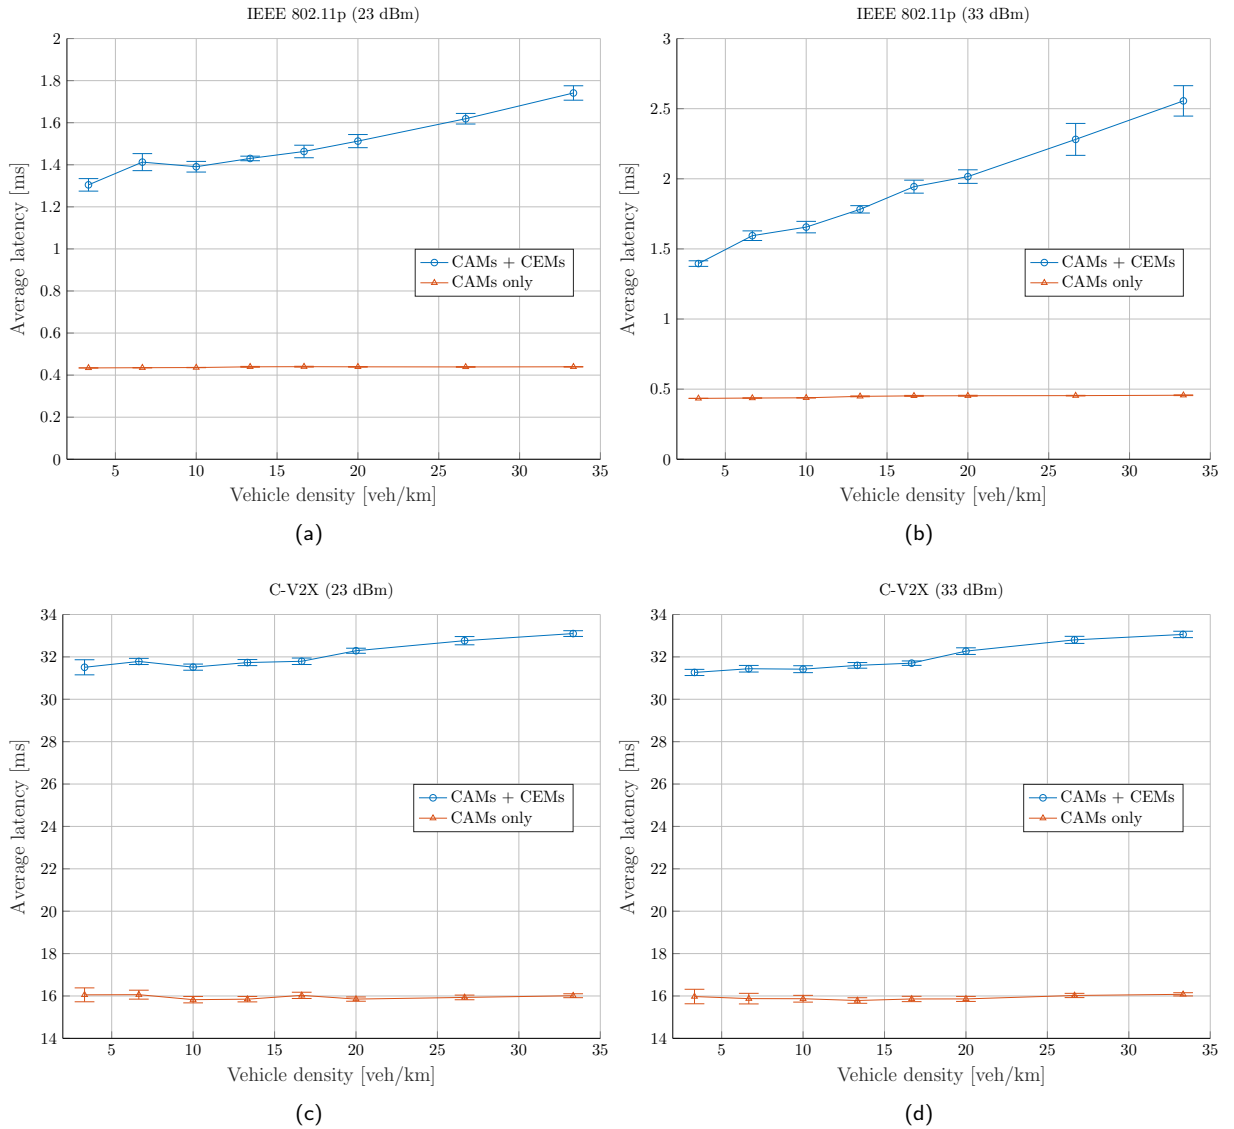 IEEE 802.11p (23 dBm)
2
1.8
1.6
1.4
1.2
1
0.8
0.6
0.4
0.2
0
Average latency [ms]
CAMs + CEMs
CAMs only
5 10 15 20 25 30 35
Vehicle density [veh/km]
(a)
IEEE 802.11p (33 dBm)
3
2.5
2
1.5
1
0.5
0
Average latency [ms]
CAMs + CEMs
CAMs only
5 10 15 20 25 30 35
Vehicle density [veh/km]
(b)
C-V2X (23 dBm)
34
32
30
28
26
24
22
20
18
16
14
Average latency [ms]
CAMs + CEMs
CAMs only
5 10 15 20 25 30 35
Vehicle density [veh/km]
(c)
C-V2X (33 dBm)
34
32
30
28
26
24
22
20
18
16
14
Average latency [ms]
CAMs + CEMs
CAMs only
5 10 15 20 25 30 35
Vehicle density [veh/km]
(d)